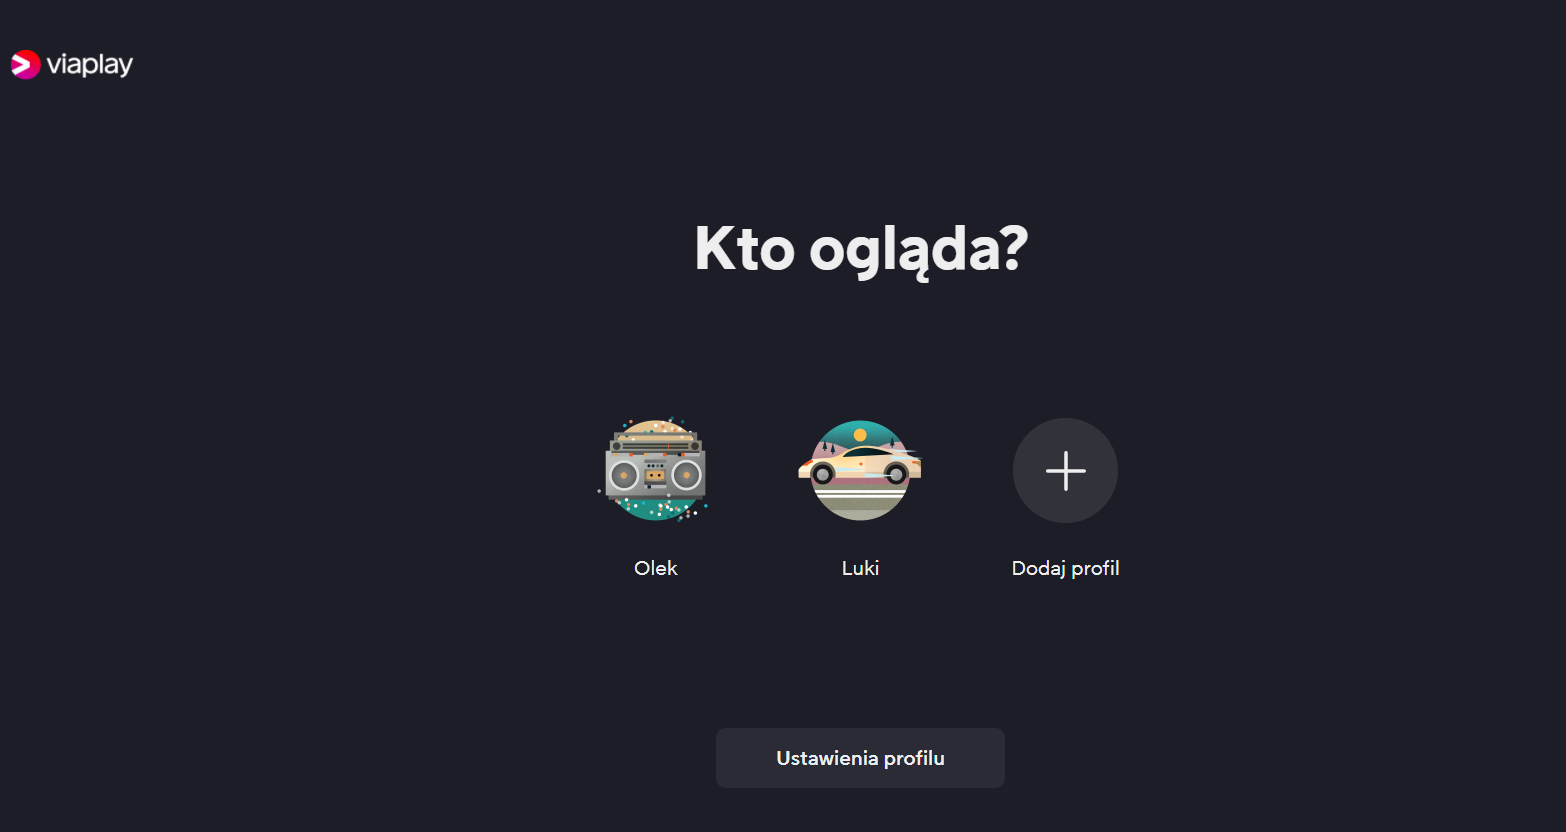 viaplay
Kto ogląda?
Olek
Luki
Dodaj profil
Ustawienia profilu